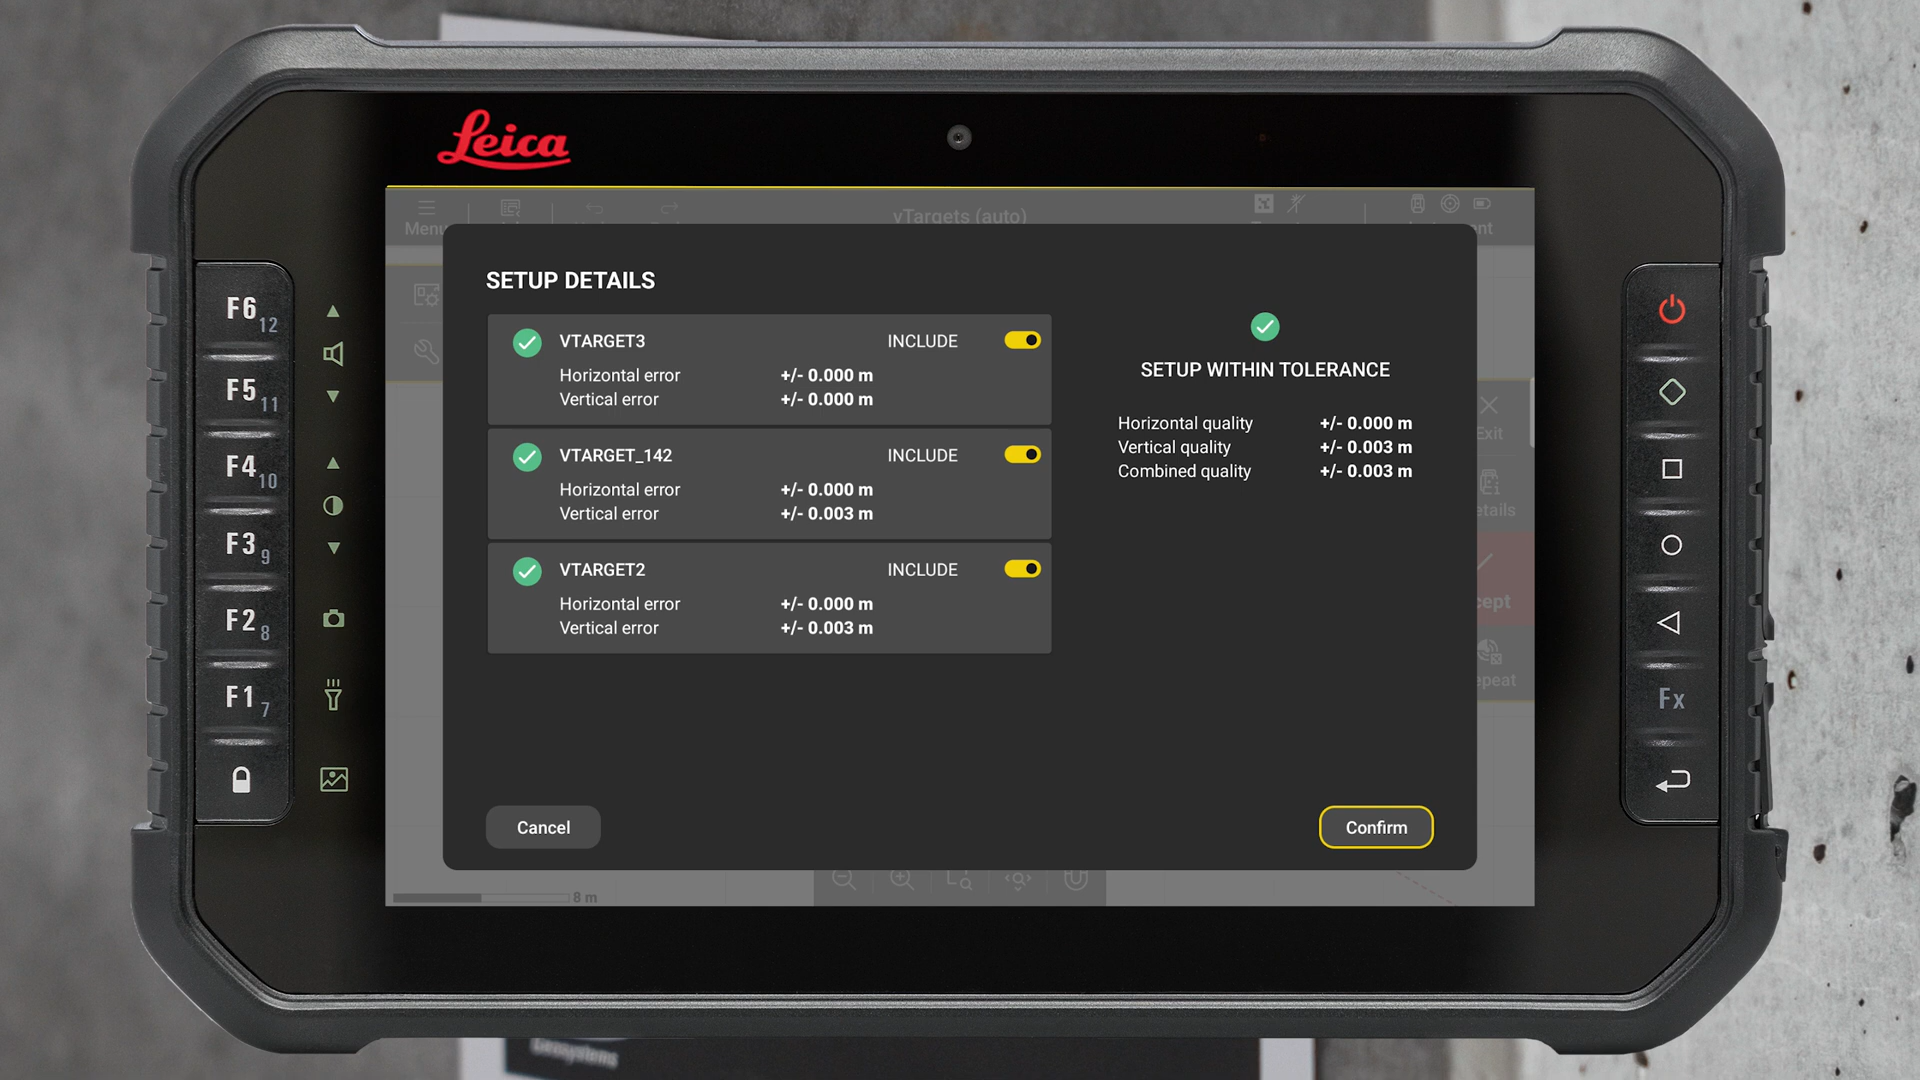 Leica
vTargets (auto)
Menu
SETUP DETAILS
VTARGET3 INCLUDE
Horizontal error +/- 0.000 m
Vertical error +/- 0.000 m
VTARGET_142 INCLUDE
Horizontal error +/- 0.000 m
Vertical error +/- 0.003 m
VTARGET2 INCLUDE
Horizontal error +/- 0.000 m
Vertical error +/- 0.003 m
SETUP WITHIN TOLERANCE
Horizontal quality +/- 0.000 m
Vertical quality +/- 0.003 m
Combined quality +/- 0.003 m
Cancel
Confirm
Exit
8 m
F6 12
F5 11
F4 10
F3 9
F2 8
F1 7
Fx
Geosystems